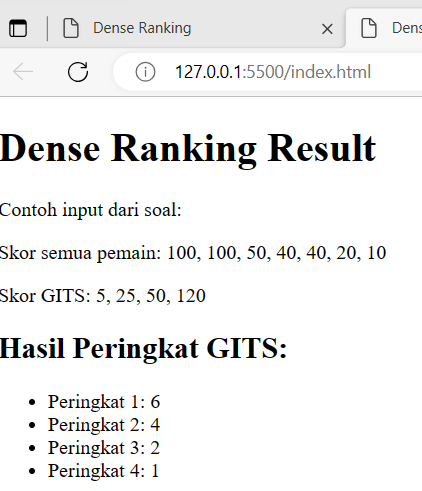 Dense Ranking
Dens
127.0.0.1:5500/index.html
Dense Ranking Result
Contoh input dari soal:
Skor semua pemain: 100, 100, 50, 40, 40, 20, 10
Skor GITS: 5, 25, 50, 120
Hasil Peringkat GITS:
Peringkat 1: 6
Peringkat 2: 4
Peringkat 3: 2
Peringkat 4: 1